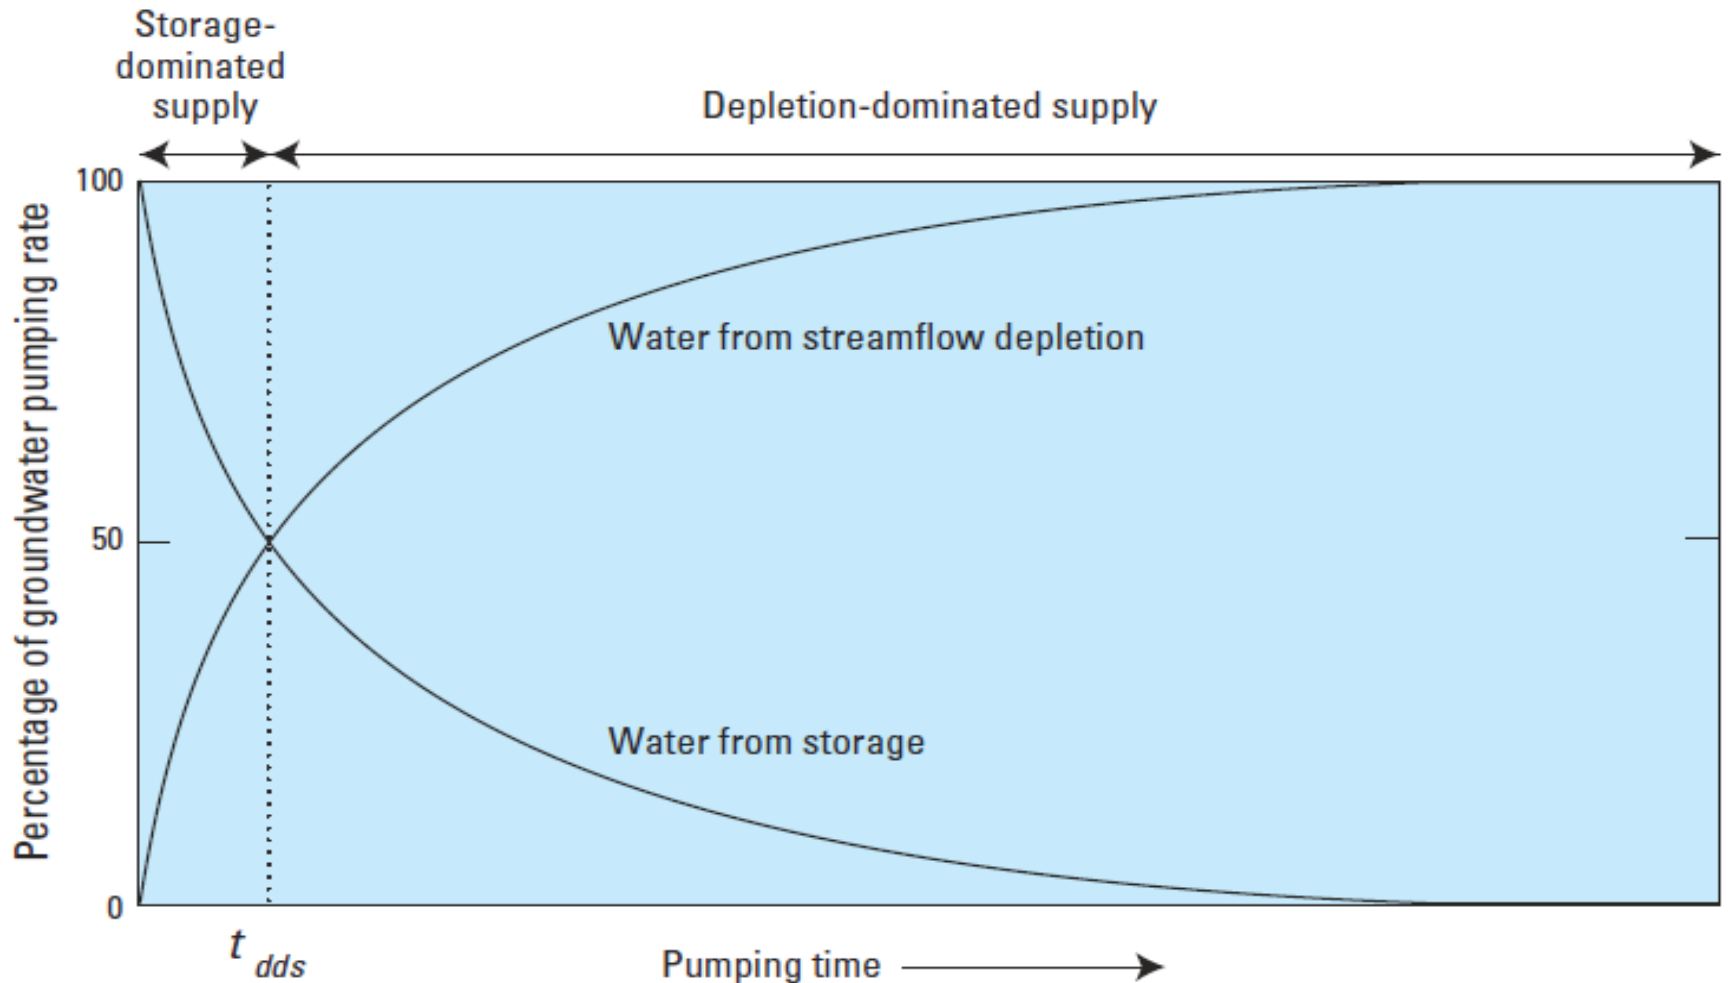 Storage-
dominated
supply
Depletion-dominated supply
100
50
0
Percentage of groundwater pumping rate
Water from streamflow depletion
Water from storage
t dds
Pumping time